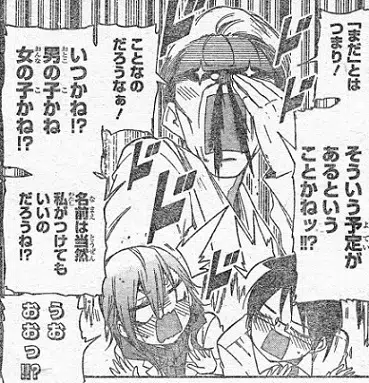 「まだ」とは
つまり！
そういう予定が
あるという
ことかねッ!!?
ことなの
だろうなぁ！
いつかね!?
男の子かね
女の子かね!?
名前は当然
私がつけても
いいの
だろうね!?
うお
おおっ!!?
ドドドド
ドドド